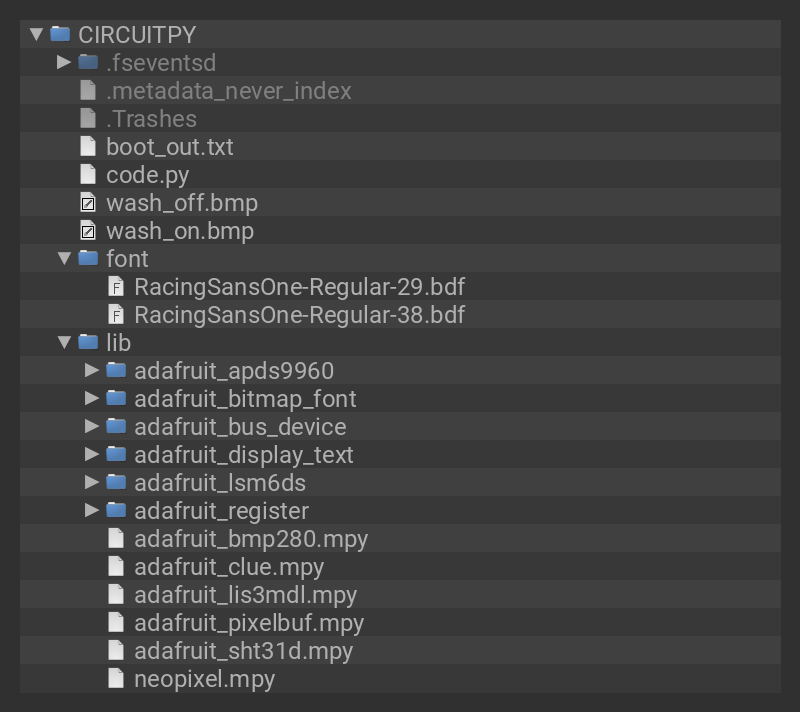 CIRCUITPY
.fseventsd
.metadata_never_index
.Trashes
boot_out.txt
code.py
wash_off.bmp
wash_on.bmp
font
RacingSansOne-Regular-29.bdf
RacingSansOne-Regular-38.bdf
lib
adafruit_apds9960
adafruit_bitmap_font
adafruit_bus_device
adafruit_display_text
adafruit_lsm6ds
adafruit_register
adafruit_bmp280.mpy
adafruit_clue.mpy
adafruit_lis3mdl.mpy
adafruit_pixelbuf.mpy
adafruit_sht31d.mpy
neopixel.mpy